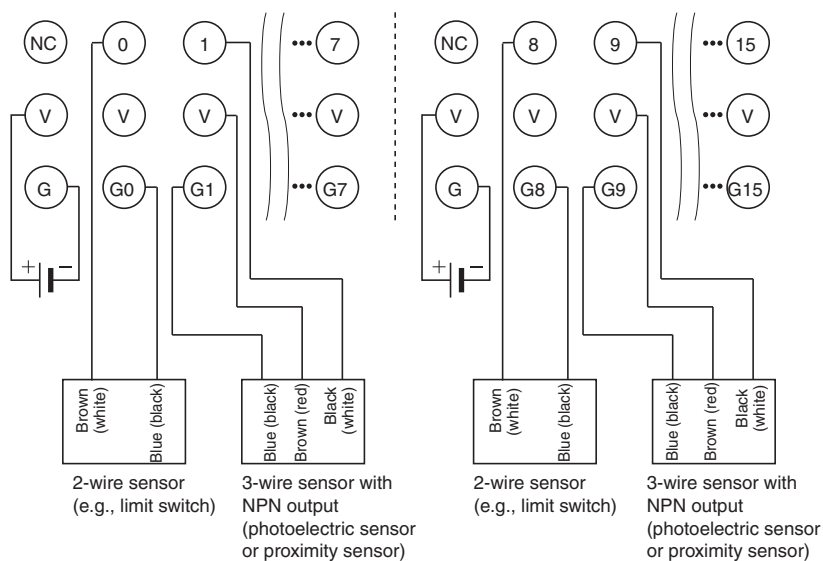 NC 0 1 ••• 7 NC 8 9 ••• 15
V V V ••• V V V V ••• V
G G0 G1 ••• G7 G G8 G9 ••• G15
+ − + −
Brown (white)
Blue (black)
Blue (black)
Brown (red)
Black (white)
Brown (white)
Blue (black)
Blue (black)
Brown (red)
Black (white)
2-wire sensor
(e.g., limit switch)
3-wire sensor with
NPN output
(photoelectric sensor
or proximity sensor)
2-wire sensor
(e.g., limit switch)
3-wire sensor with
NPN output
(photoelectric sensor
or proximity sensor)